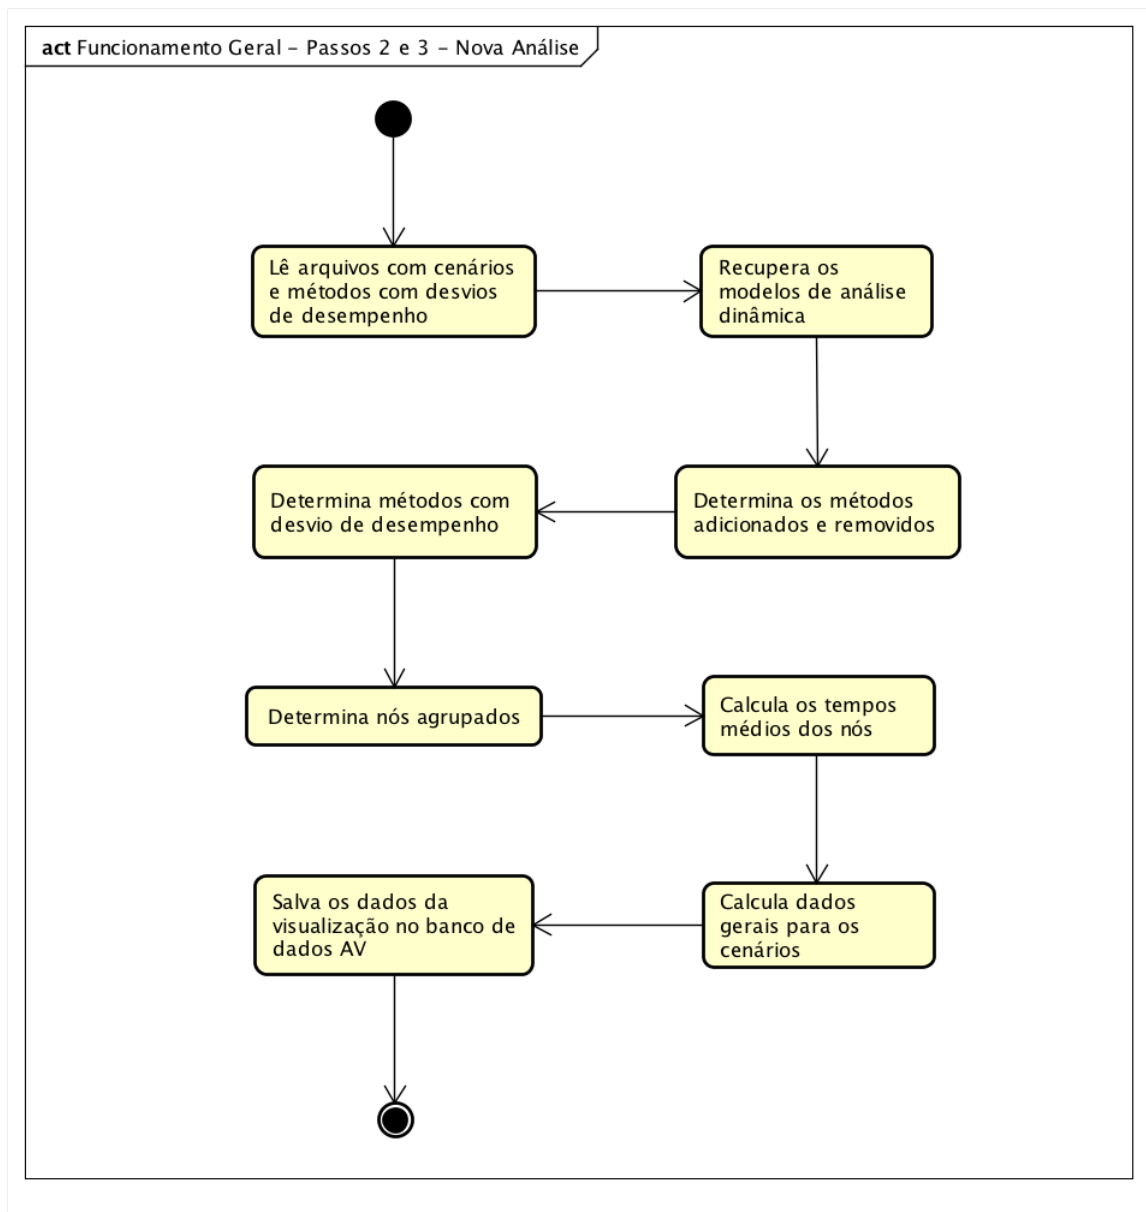 act Funcionamento Geral – Passos 2 e 3 – Nova Análise
Lê arquivos com cenários
e métodos com desvios
de desempenho
Recupera os
modelos de análise
dinâmica
Determina os métodos
adicionados e removidos
Determina métodos com
desvio de desempenho
Determina nós agrupados
Calcula os tempos
médios dos nós
Calcula dados
gerais para os
cenários
Salva os dados da
visualização no banco de
dados AV